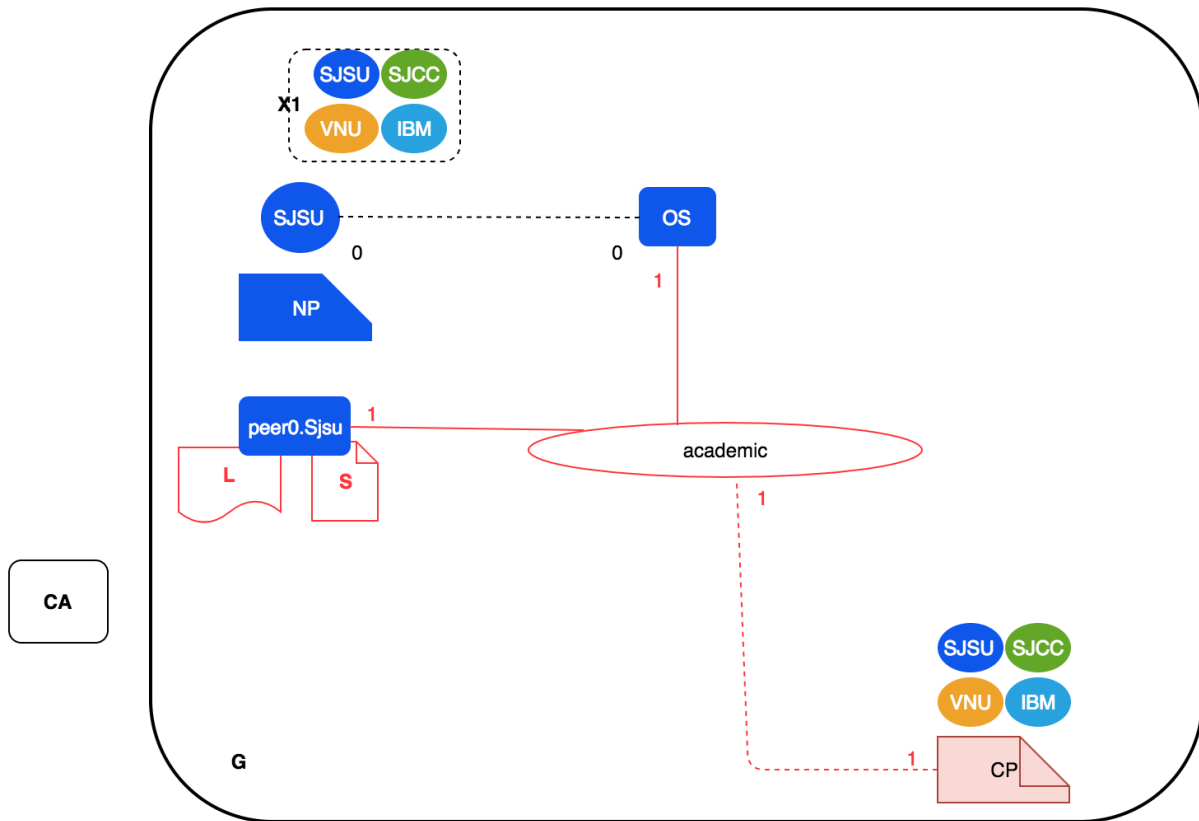 SJSU SJCC
X1
VNU IBM
SJSU
OS
0
0
1
NP
peer0.Sjsu
1
academic
L
S
1
CA
SJSU SJCC
VNU IBM
1
CP
G